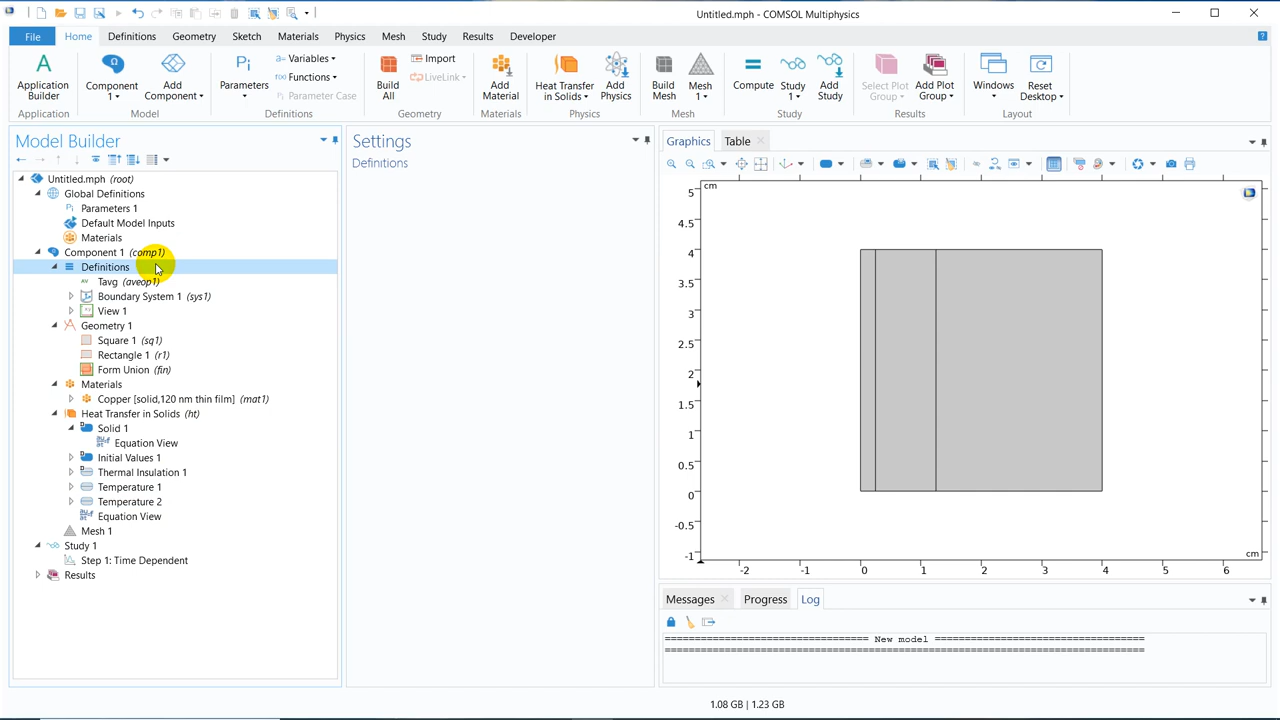 Untitled.mph - COMSOL Multiphysics
File Home Definitions Geometry Sketch Materials Physics Mesh Study Results Developer
Application Builder
Component 1
Add Component
Pi Parameters
a= Variables
f(x) Functions
Parameter Case
Build All
Import
LiveLink
Add Material
Heat Transfer in Solids
Add Physics
Build Mesh
Mesh 1
Compute
Study 1
Add Study
Select Plot Group
Add Plot Group
Windows
Reset Desktop
Application Model Definitions Geometry Materials Physics Mesh Study Results Layout
Model Builder
Untitled.mph (root)
Global Definitions
Pi Parameters 1
Default Model Inputs
Materials
Component 1 (comp1)
Definitions
Tavg (aveop1)
Boundary System 1 (sys1)
View 1
Geometry 1
Square 1 (sq1)
Rectangle 1 (r1)
Form Union (fin)
Materials
Copper [solid,120 nm thin film] (mat1)
Heat Transfer in Solids (ht)
Solid 1
Equation View
Initial Values 1
Thermal Insulation 1
Temperature 1
Temperature 2
Equation View
Mesh 1
Study 1
Step 1: Time Dependent
Results
Settings
Definitions
Graphics Table
cm
5
4.5
4
3.5
3
2.5
2
1.5
1
0.5
0
-0.5
-1
cm
-2 -1 0 1 2 3 4 5 6
Messages Progress Log
================================== New model ===================================
1.08 GB | 1.23 GB